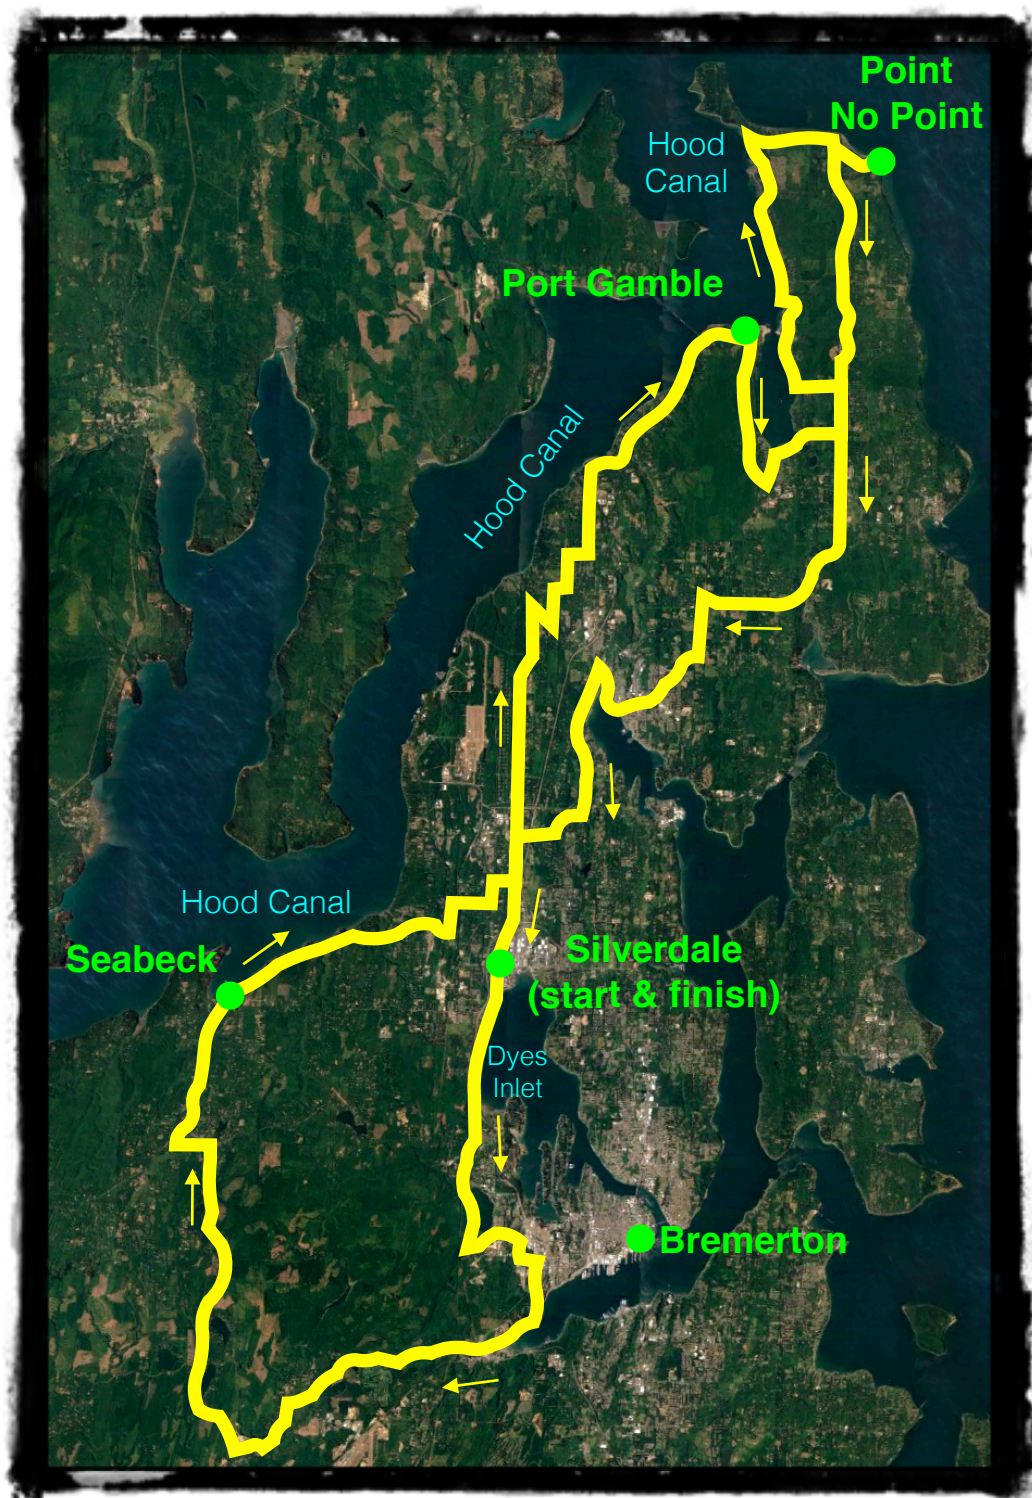 Point
No Point
Hood
Canal
Port Gamble
Hood Canal
Hood Canal
Seabeck
Silverdale
(start & finish)
Dyes
Inlet
Bremerton